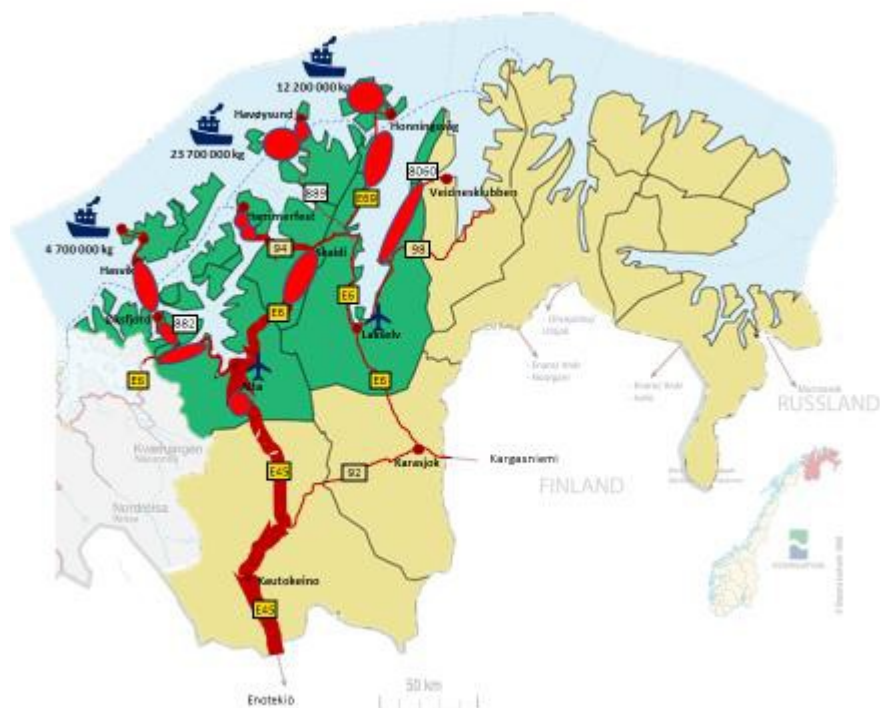 12 200 000 kg
Havøysund
Honningsvåg
23 700 000 kg
8060
889
Veidnesklubben
E69
Hammerfest
4 700 000 kg
94
98
Skaidi
Hasvik
E6
E6
882
Lakselv
E6
Alta
E6
RUSSLAND
Karasjok
Kargasniemi
E45
92
FINLAND
Kautokeino
E45
50 km
Enotekiö